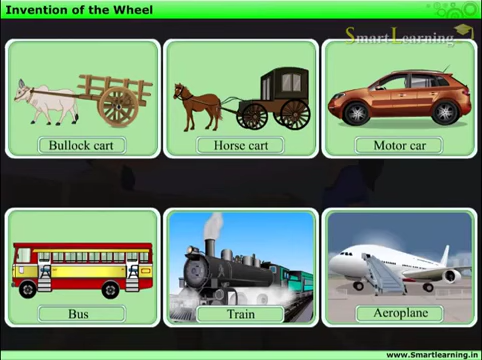 Invention of the Wheel
SmartLearning
Bullock cart
Horse cart
Motor car
Bus
Train
Aeroplane
www.Smartlearning.in